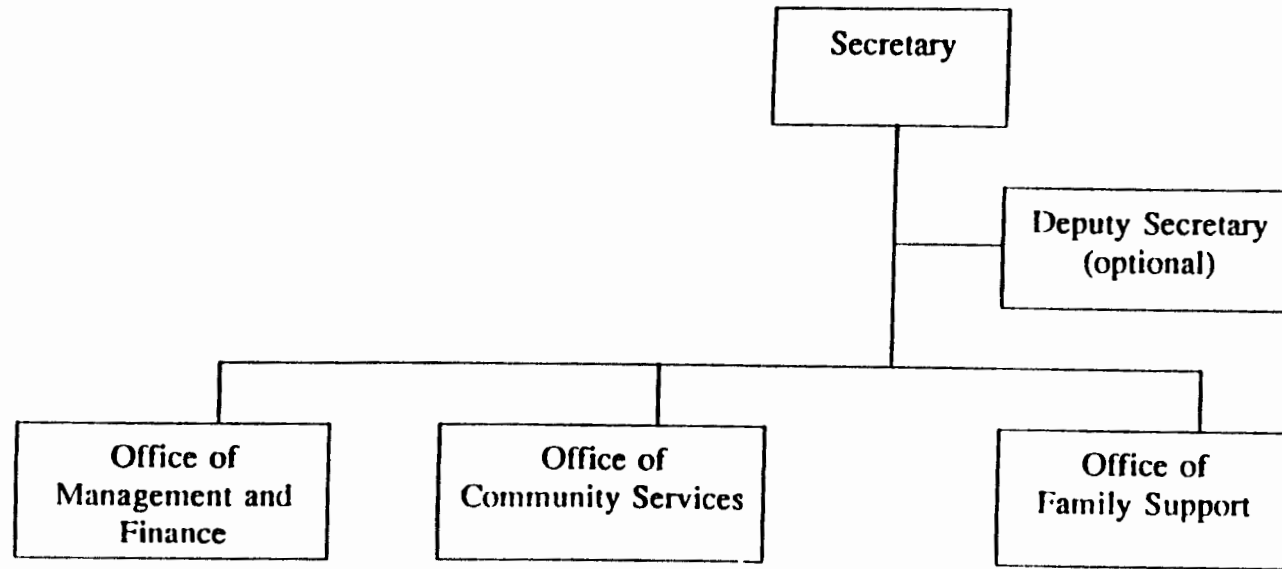 Secretary
Deputy Secretary
(optional)
Office of
Management and
Finance
Office of
Community Services
Office of
Family Support